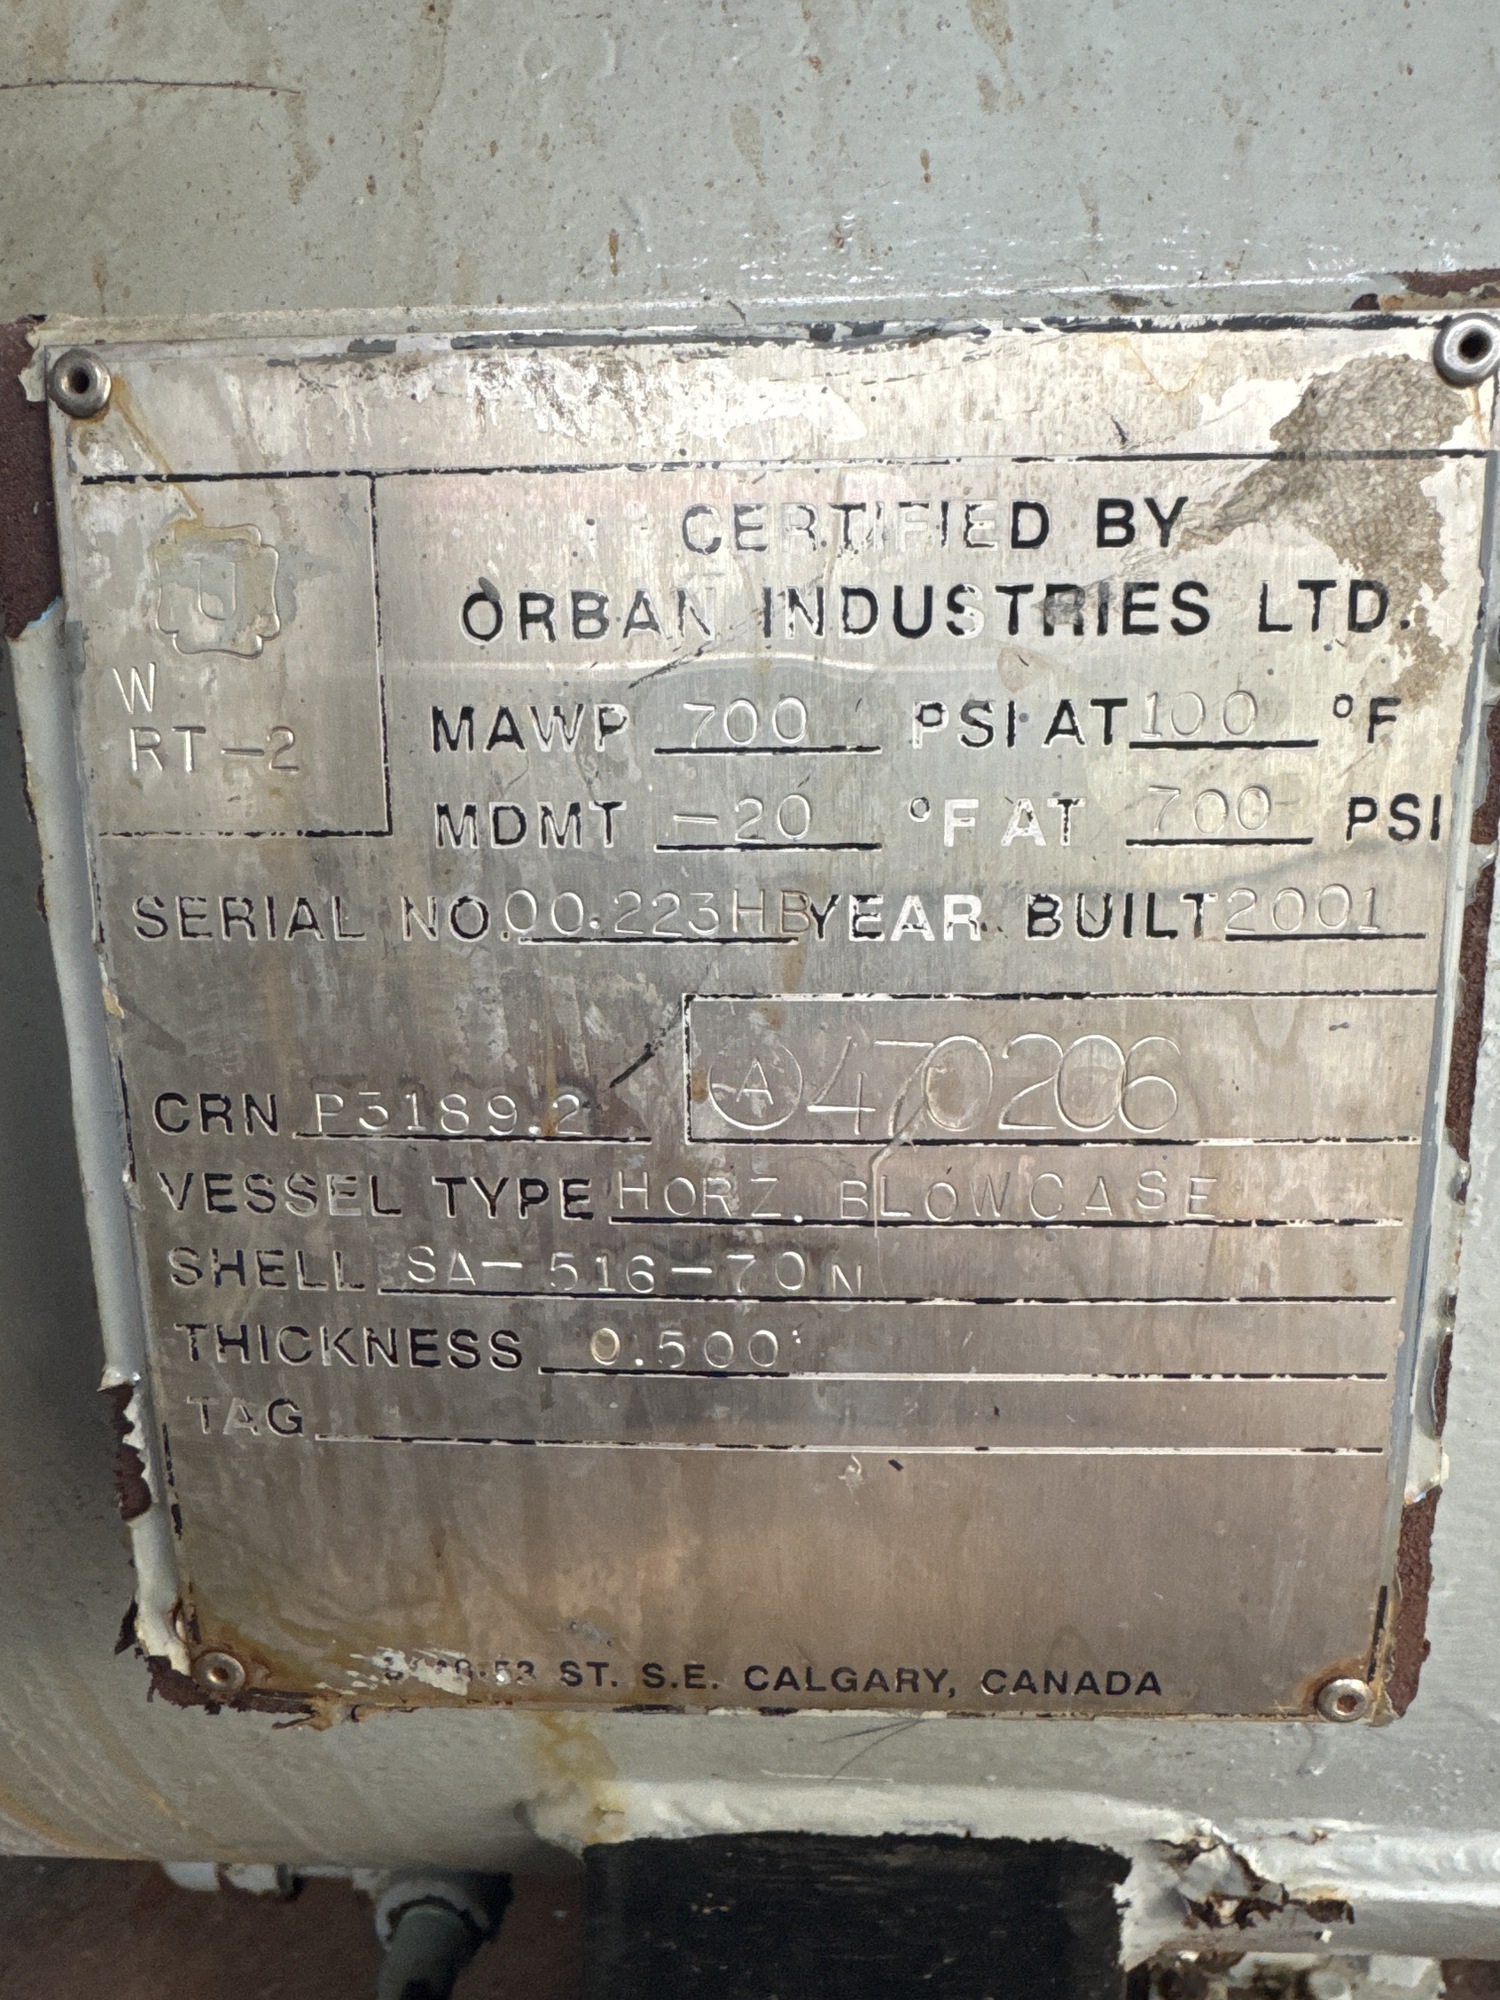 U
W
RT-2
CERTIFIED BY
ORBAN INDUSTRIES LTD.
MAWP 700 PSI AT 100 °F
MDMT -20 °F AT 700 PSI
SERIAL NO. 00.223HB YEAR BUILT 2001
CRN P3189.2
A 470206
VESSEL TYPE HORZ. BLOWCASE
SHELL SA-516-70N
THICKNESS 0.500"
TAG
ST. S.E. CALGARY, CANADA